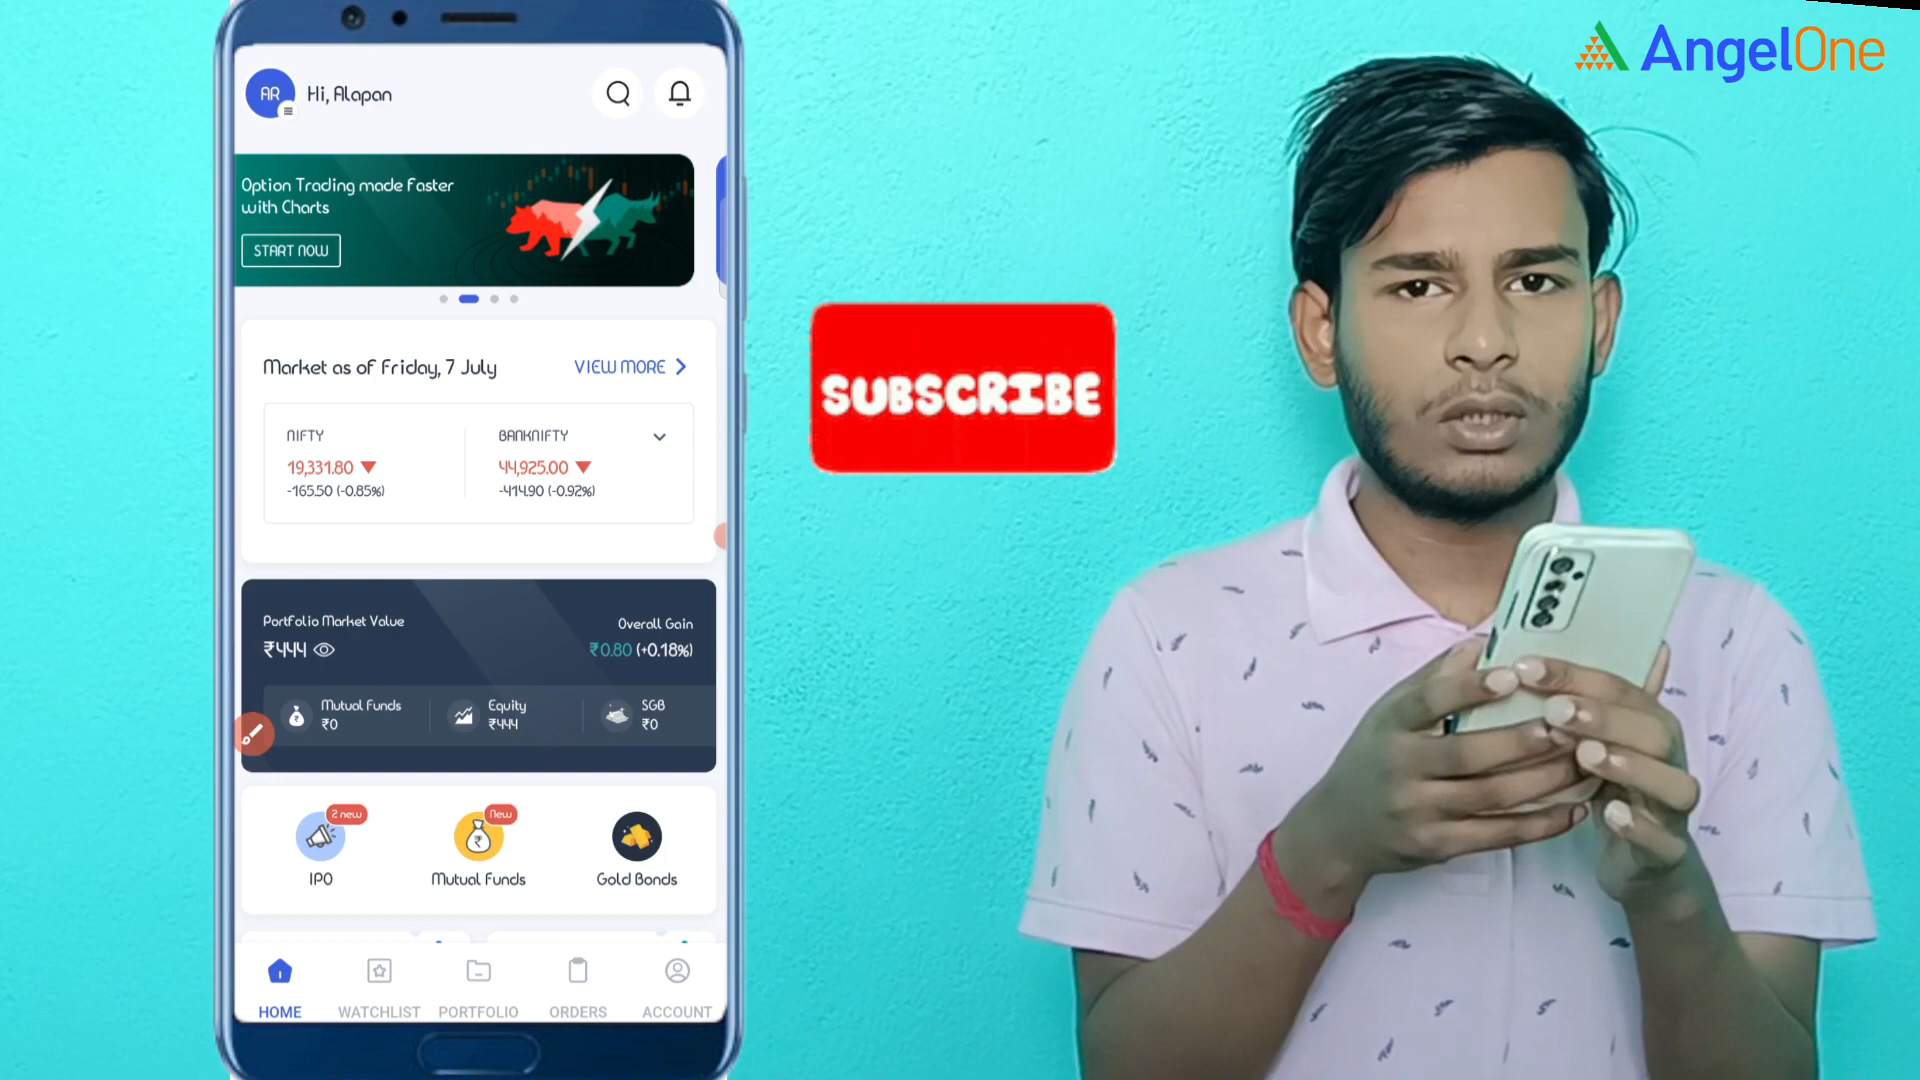 AngelOne
AR
Hi, Alapan
Option Trading made Faster
with Charts
START NOW
Market as of Friday, 7 July
VIEW MORE
NIFTY
BANKNIFTY
19,331.80
44,925.00
-165.50 (-0.85%)
-414.90 (-0.92%)
SUBSCRIBE
Portfolio Market Value
Overall Gain
₹444
₹0.80 (+0.18%)
Mutual Funds
Equity
SGB
₹0
₹444
₹0
2 new
New
IPO
Mutual Funds
Gold Bonds
HOME
WATCHLIST
PORTFOLIO
ORDERS
ACCOUNT